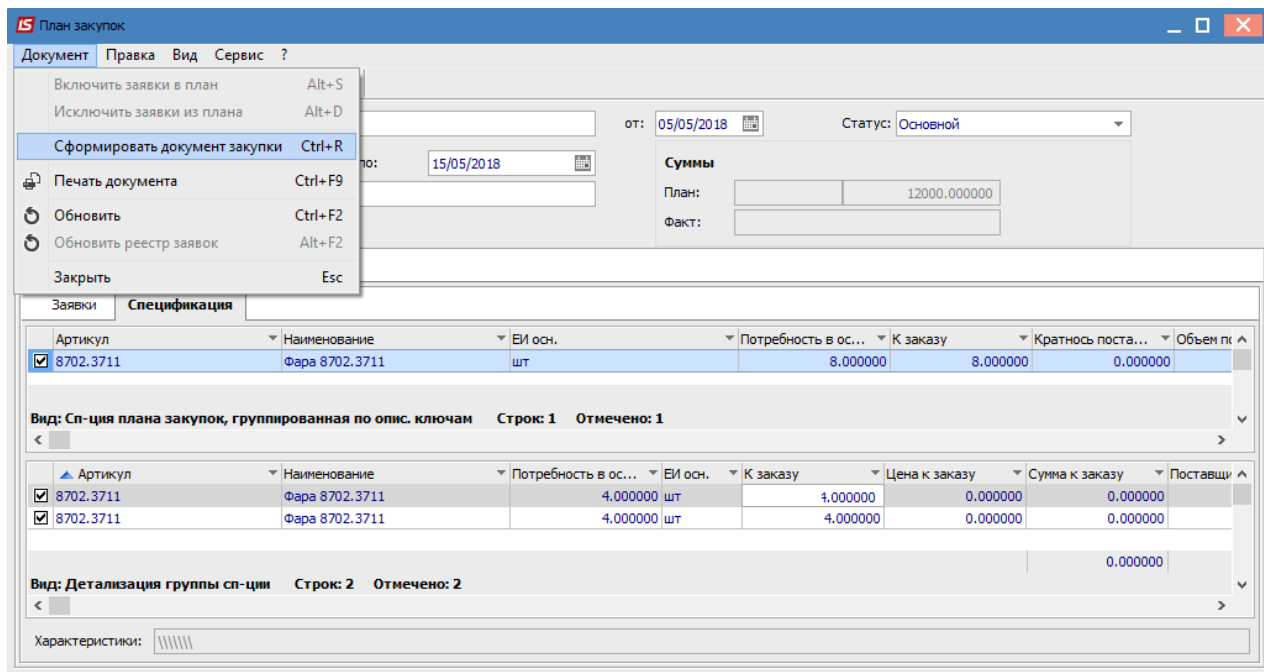 IS План закупок
Документ Правка Вид Сервис ?
Включить заявки в план Alt+S
Исключить заявки из плана Alt+D
от: 05/05/2018 Статус: Основной
Сформировать документ закупки Ctrl+R
по: 15/05/2018 Суммы
Печать документа Ctrl+F9
План: 12000.000000
Обновить Ctrl+F2
Факт:
Обновить реестр заявок Alt+F2
Закрыть Esc
Заявки Спецификация
Артикул Наименование ЕИ осн. Потребность в ос... К заказу Кратнось поста... Объем
8702.3711 Фара 8702.3711 шт 8.000000 8.000000 0.000000
Вид: Сп-ция плана закупок, группированная по опис. ключам Строк: 1 Отмечено: 1
Артикул Наименование Потребность в ос... ЕИ осн. К заказу Цена к заказу Сумма к заказу Поставщи
8702.3711 Фара 8702.3711 4.000000 шт 4.000000 0.000000 0.000000
8702.3711 Фара 8702.3711 4.000000 шт 4.000000 0.000000 0.000000
0.000000
Вид: Детализация группы сп-ции Строк: 2 Отмечено: 2
Характеристики: \\\\\\\